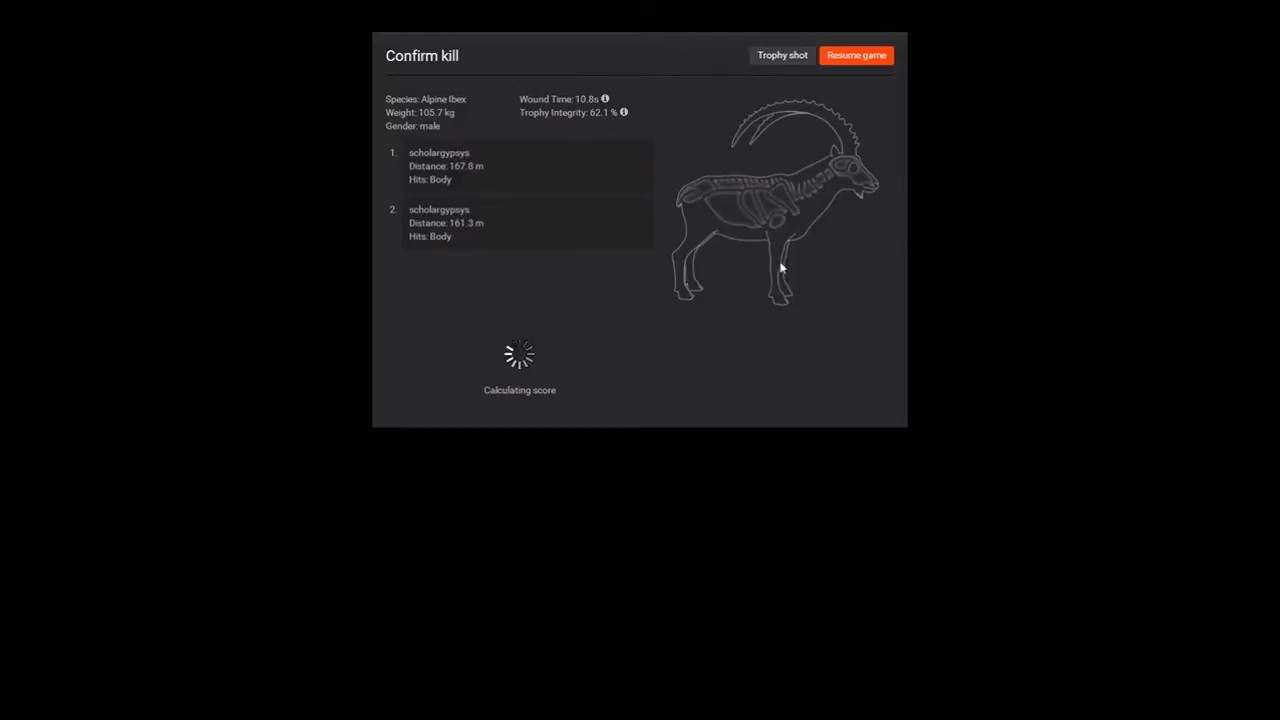 Confirm kill
Trophy shot
Resume game
Species: Alpine Ibex
Weight: 105.7 kg
Gender: male
Wound Time: 10.8s
Trophy Integrity: 62.1 %
1. scholargypsys
Distance: 167.8 m
Hits: Body
2. scholargypsys
Distance: 161.3 m
Hits: Body
Calculating score